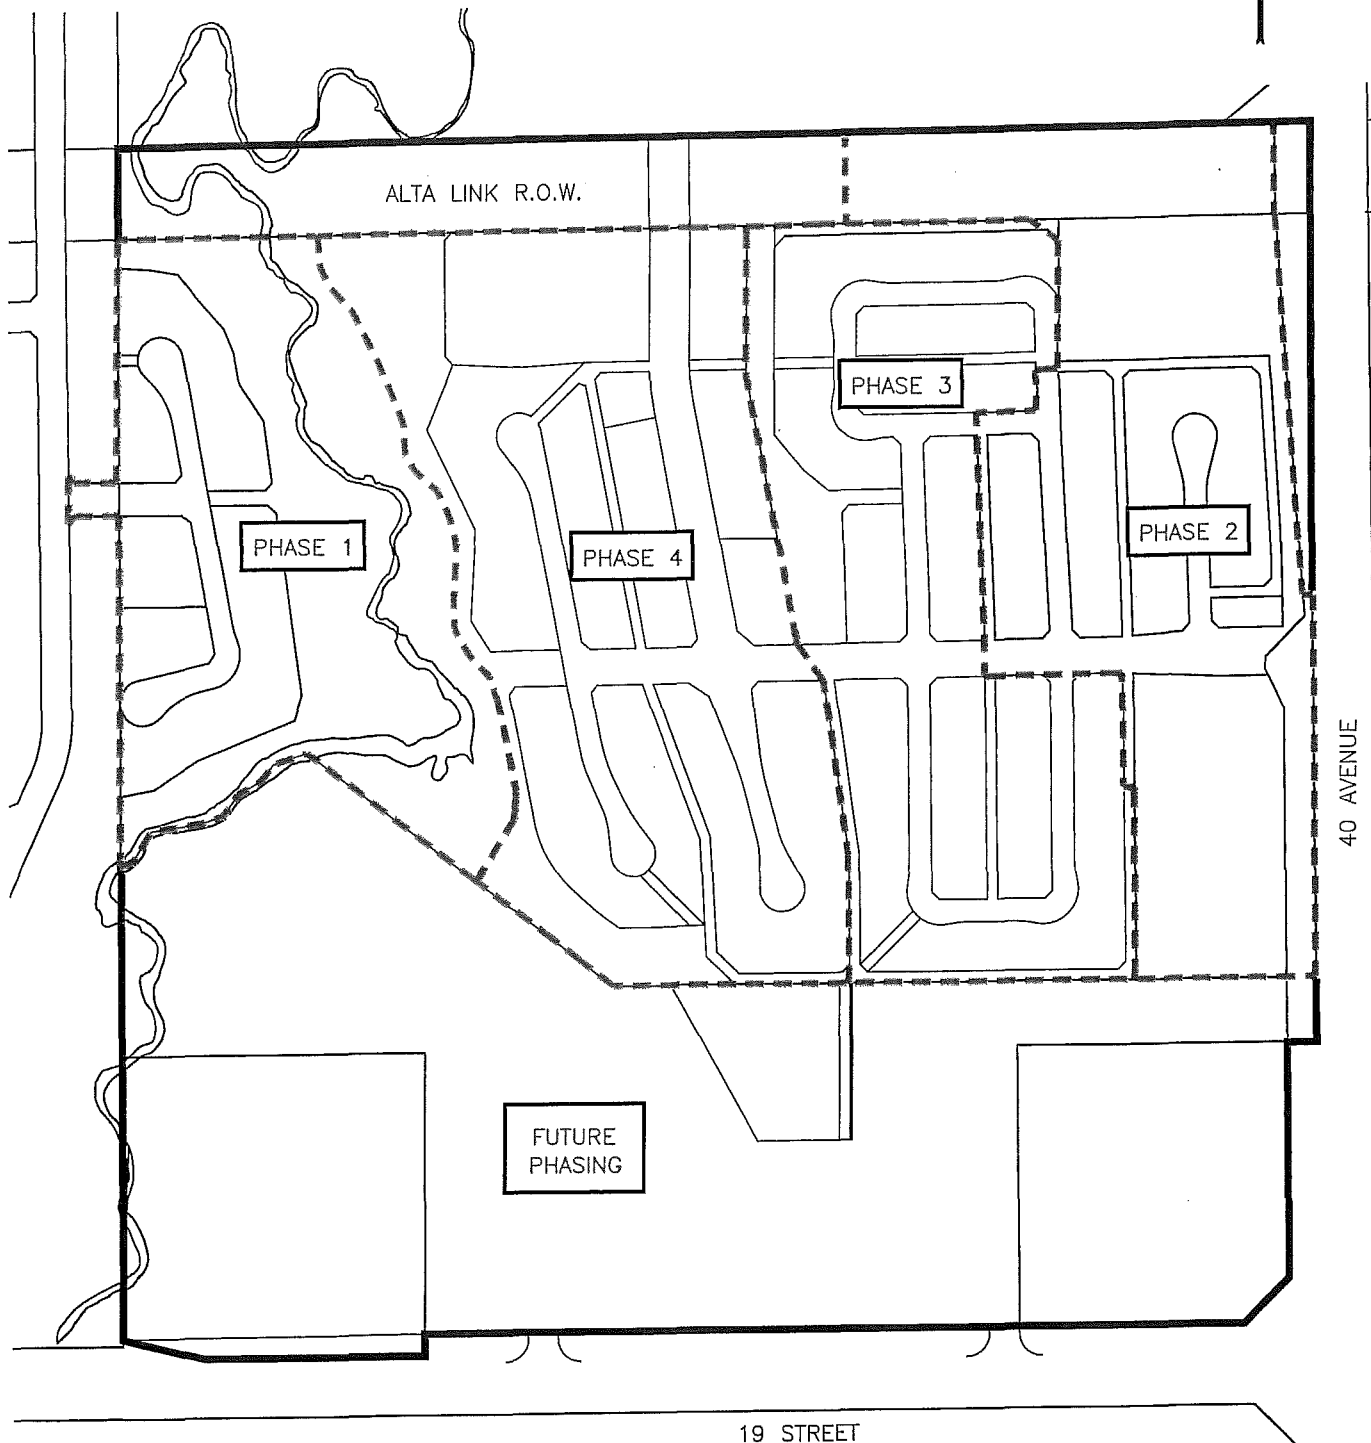 ALTA LINK R.O.W.
PHASE 3
PHASE 2
PHASE 1
PHASE 4
40 AVENUE
FUTURE
PHASING
19 STREET